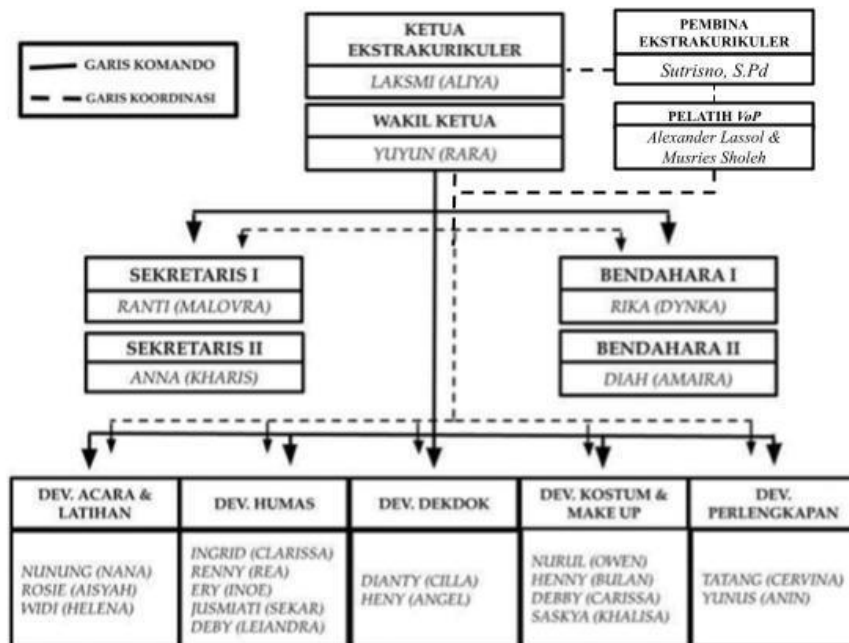 KETUA
EKSTRAKURIKULER
LAKSMI (ALIYA)
WAKIL KETUA
YUYUN (RARA)
PEMBINA
EKSTRAKURIKULER
Sutrisno, S.Pd
PELATIH VoP
Alexander Lassol &
Musries Sholeh
GARIS KOMANDO
GARIS KOORDINASI
SEKRETARIS I
RANTI (MALOVRA)
SEKRETARIS II
ANNA (KHARIS)
BENDAHARA I
RIKA (DYNKA)
BENDAHARA II
DIAH (AMAIRA)
DEV. ACARA &
LATIHAN
NUNUNG (NANA)
ROSIE (AISYAH)
WIDI (HELENA)
DEV. HUMAS
INGRID (CLARISSA)
RENNY (REA)
ERY (INOE)
JUSMIATI (SEKAR)
DEBY (LEIANDRA)
DEV. DEKDOK
DIANTY (CILLA)
HENY (ANGEL)
DEV. KOSTUM &
MAKE UP
NURUL (OWEN)
HENNY (BULAN)
DEBBY (CARISSA)
SASKYA (KHALISA)
DEV.
PERLENGKAPAN
TATANG (CERVINA)
YUNUS (ANIN)